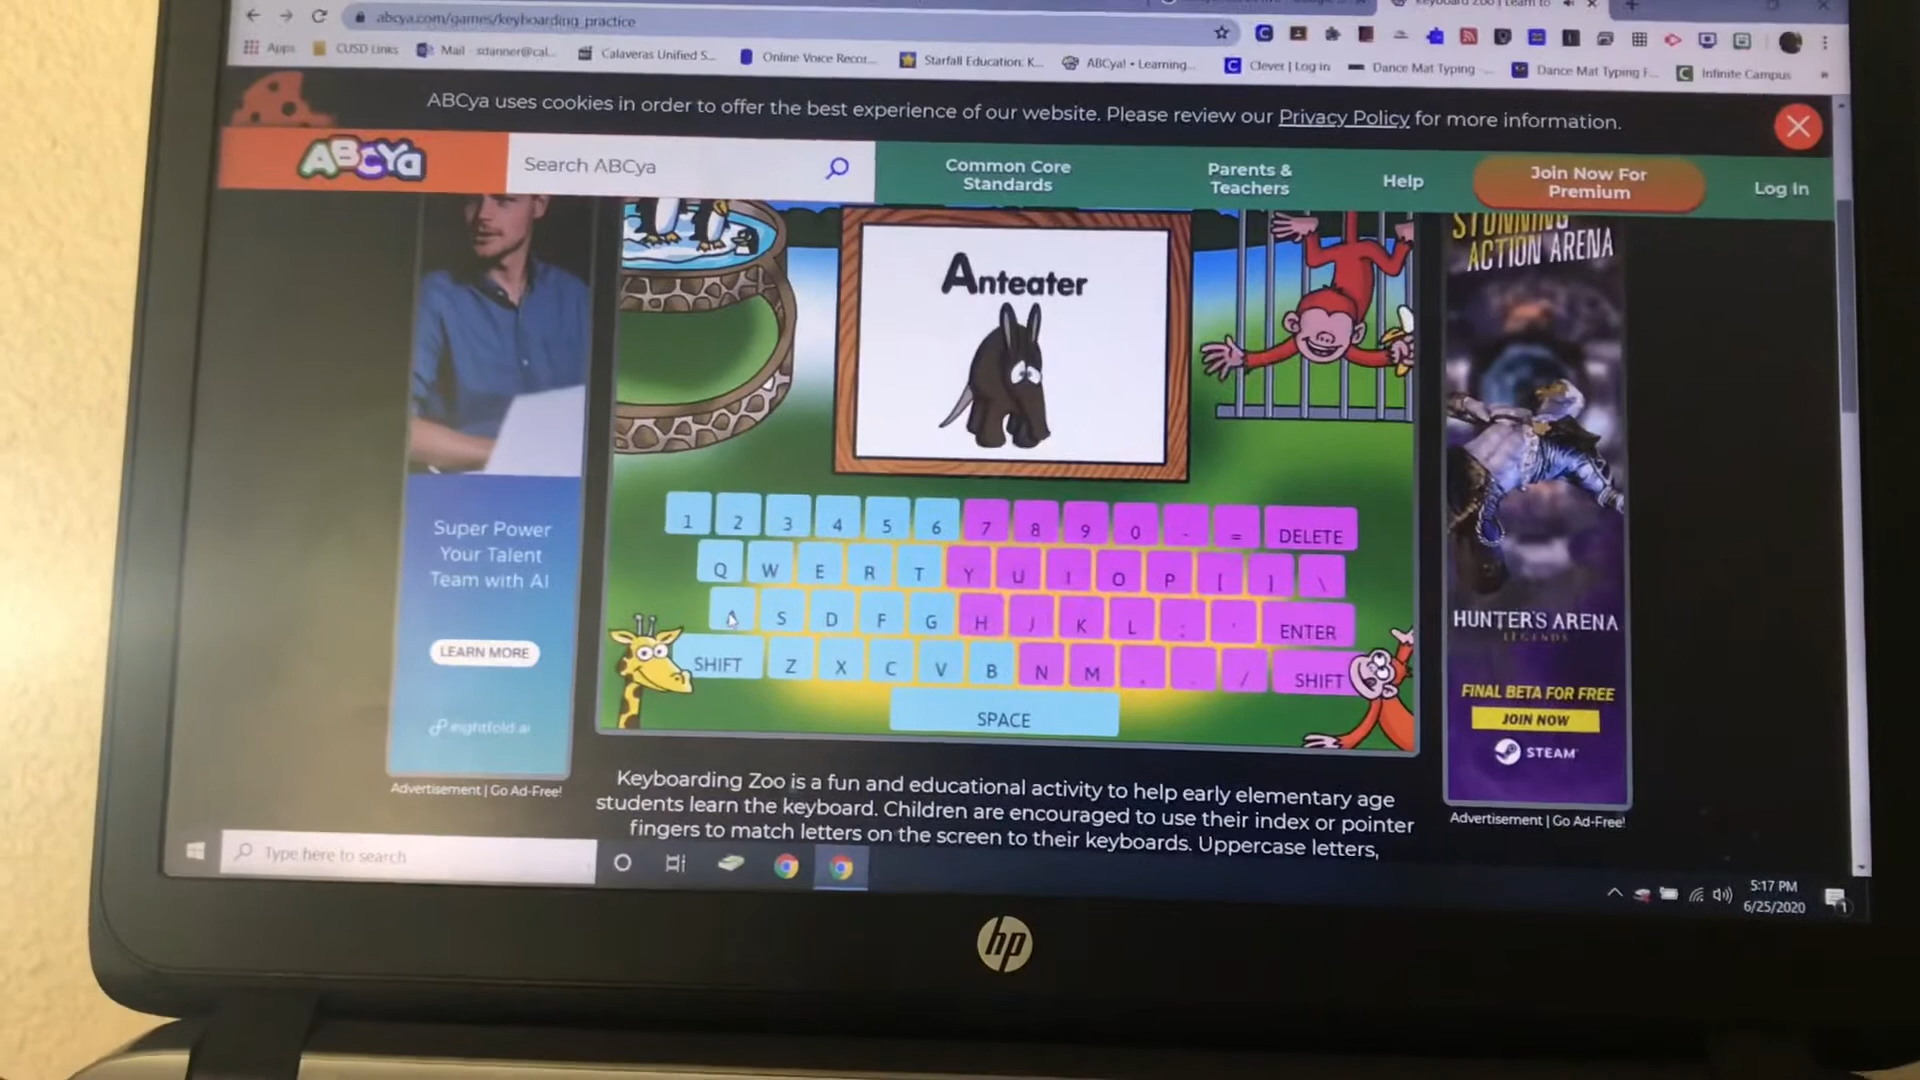 abcya.com/games/keyboarding_practice
Apps CUSD Links Mail - sdanner@cal... Calaveras Unified S... Online Voice Recor... Starfall Education: K... ABCya! • Learning... Clever | Log in Dance Mat Typing -... Dance Mat Typing F... Infinite Campus »
ABCya uses cookies in order to offer the best experience of our website. Please review our Privacy Policy for more information.
ABCYa
Search ABCya
Common Core
Standards
Parents &
Teachers
Help
Join Now For
Premium
Log In
Anteater
STUNNING
ACTION ARENA
Super Power
Your Talent
Team with AI
LEARN MORE
eightfold.ai
Advertisement | Go Ad-Free!
1 2 3 4 5 6 7 8 9 0 - = DELETE
Q W E R T Y U I O P [ ] \
A S D F G H J K L ; ' ENTER
SHIFT Z X C V B N M , . / SHIFT
SPACE
HUNTER'S ARENA
LEGENDS
FINAL BETA FOR FREE
JOIN NOW
STEAM
Advertisement | Go Ad-Free!
Keyboarding Zoo is a fun and educational activity to help early elementary age
students learn the keyboard. Children are encouraged to use their index or pointer
fingers to match letters on the screen to their keyboards. Uppercase letters,
Type here to search
5:17 PM
6/25/2020
1
hp